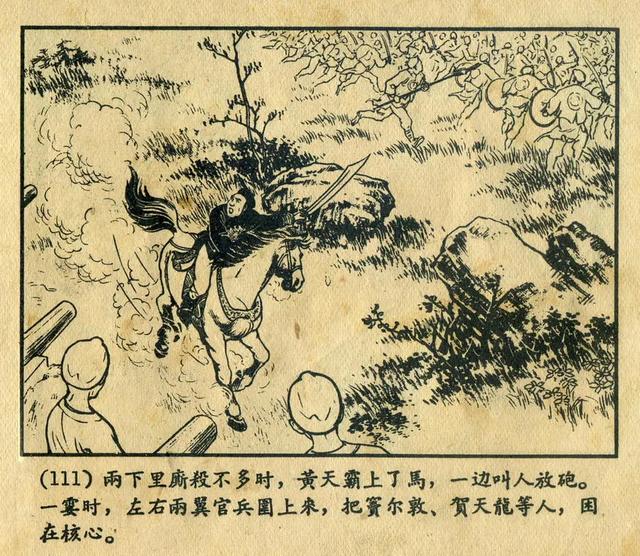 (111) 兩下里廝殺不多时，黃天霸上了馬，一边叫人放砲。
一霎时，左右兩翼官兵圍上來，把竇尔敦、賀天龍等人，困
在核心。